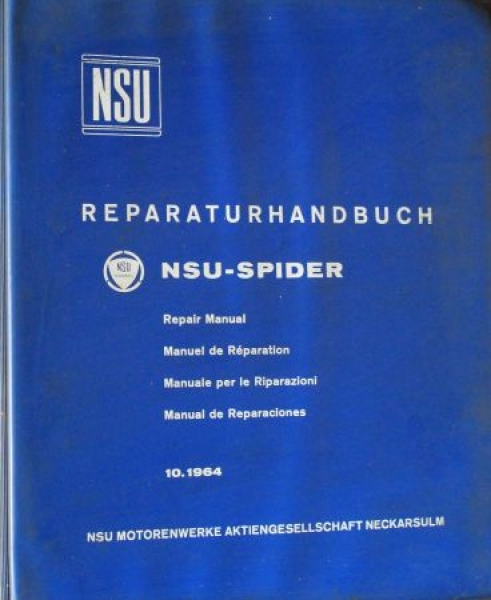 NSU
REPARATURHANDBUCH
NSU
NSU-SPIDER
Repair Manual
Manuel de Réparation
Manuale per le Riparazioni
Manual de Reparaciones
10.1964
NSU MOTORENWERKE AKTIENGESELLSCHAFT NECKARSULM